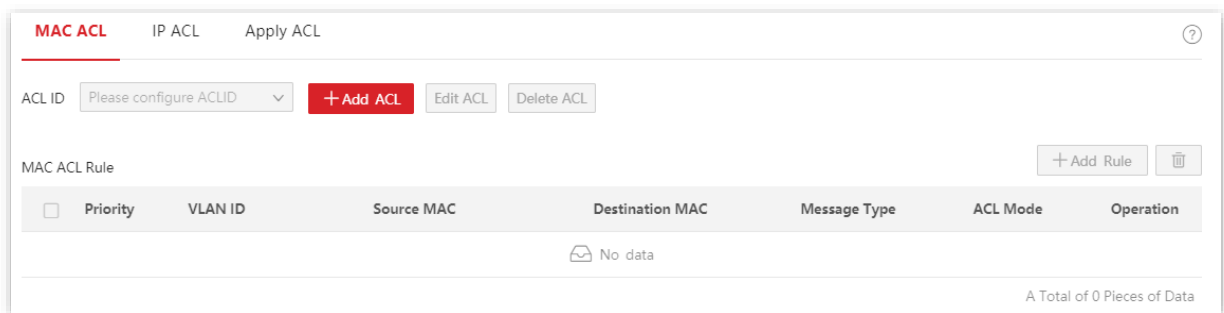 MAC ACL IP ACL Apply ACL ?
ACL ID Please configure ACLID + Add ACL Edit ACL Delete ACL
+ Add Rule
MAC ACL Rule
Priority VLAN ID Source MAC Destination MAC Message Type ACL Mode Operation
No data
A Total of 0 Pieces of Data